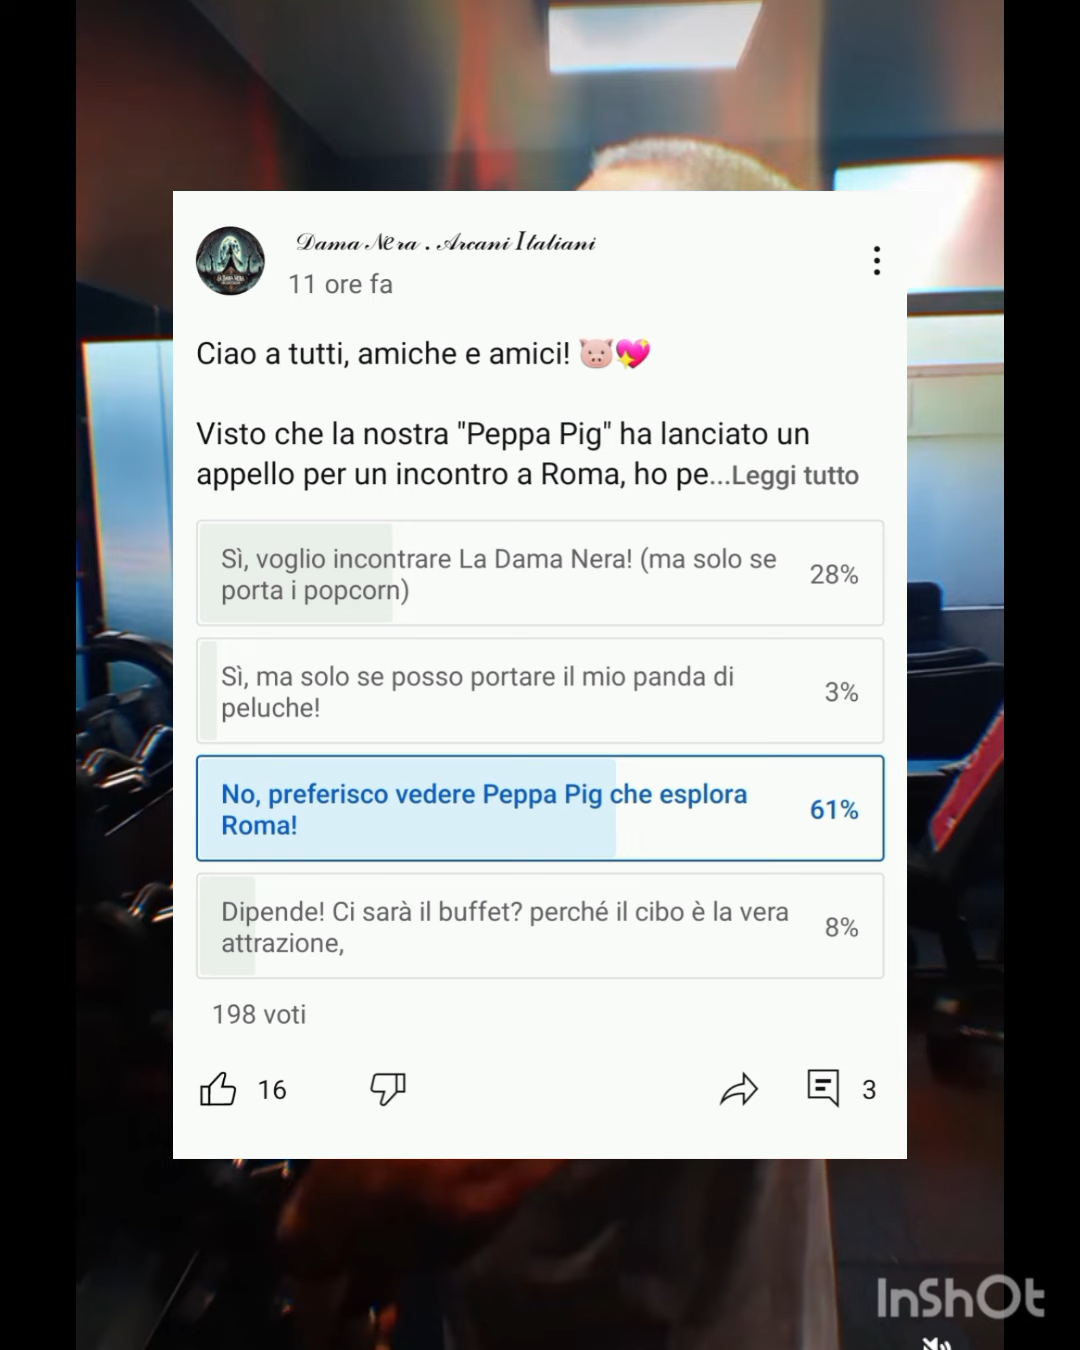 Dama Nera . Arcani Italiani
11 ore fa
Ciao a tutti, amiche e amici! 🐷💖
Visto che la nostra "Peppa Pig" ha lanciato un
appello per un incontro a Roma, ho pe...Leggi tutto
Sì, voglio incontrare La Dama Nera! (ma solo se
porta i popcorn)
28%
Sì, ma solo se posso portare il mio panda di
peluche!
3%
No, preferisco vedere Peppa Pig che esplora
Roma!
61%
Dipende! Ci sarà il buffet? perché il cibo è la vera
attrazione,
8%
198 voti
16
3
InShOt